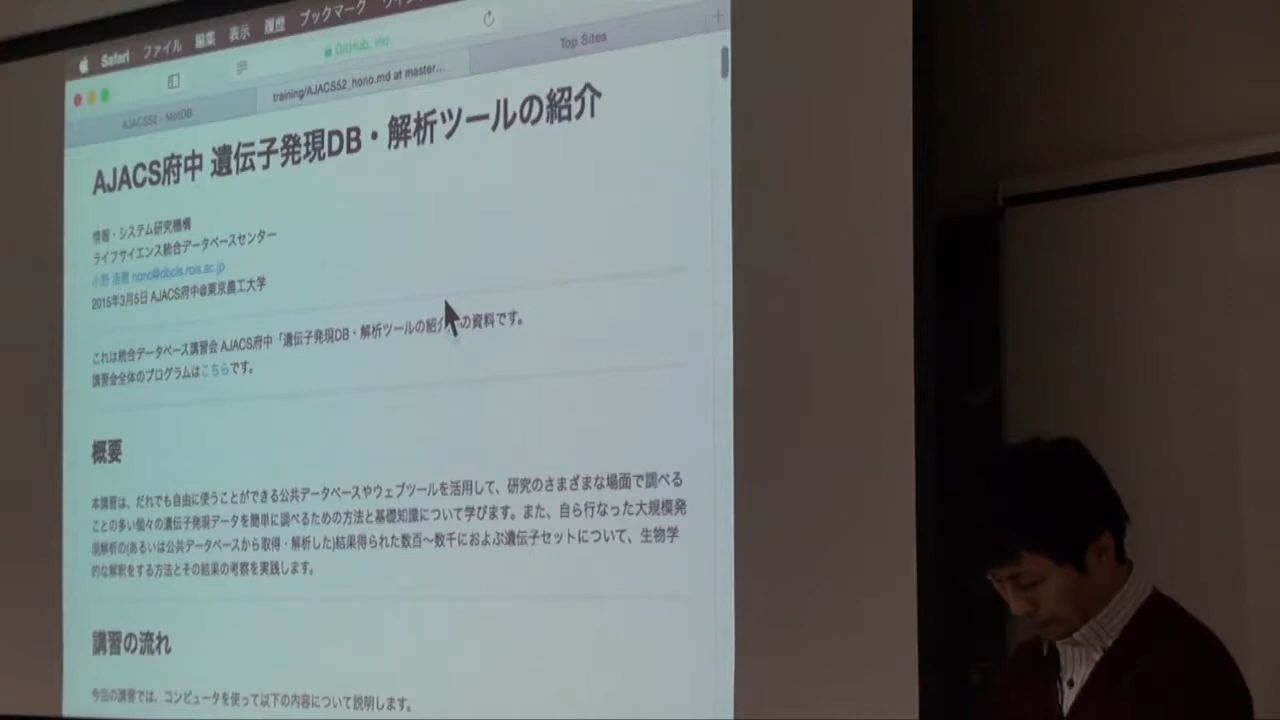 Safari ファイル 編集 表示 履歴 ブックマーク
GitHub, Inc.
AJACS52 - MotDB
training/AJACS52_hono.md at master...
Top Sites
AJACS府中 遺伝子発現DB・解析ツールの紹介
情報・システム研究機構
ライフサイエンス統合データベースセンター
小野 浩雅 hono@dbcls.rois.ac.jp
2015年3月5日 AJACS府中@東京農工大学
これは統合データベース講習会 AJACS府中「遺伝子発現DB・解析ツールの紹介 の資料です。
講習会全体のプログラムはこちらです。
概要
本講習は、だれでも自由に使うことができる公共データベースやウェブツールを活用して、研究のさまざまな場面で調べる
ことの多い個々の遺伝子発現データを簡単に調べるための方法と基礎知識について学びます。また、自ら行なった大規模発
現解析の(あるいは公共データベースから取得・解析した)結果得られた数百〜数千におよぶ遺伝子セットについて、生物学
的な解釈をする方法とその結果の考察を実践します。
講習の流れ
今回の講習では、コンピュータを使って以下の内容について説明します。